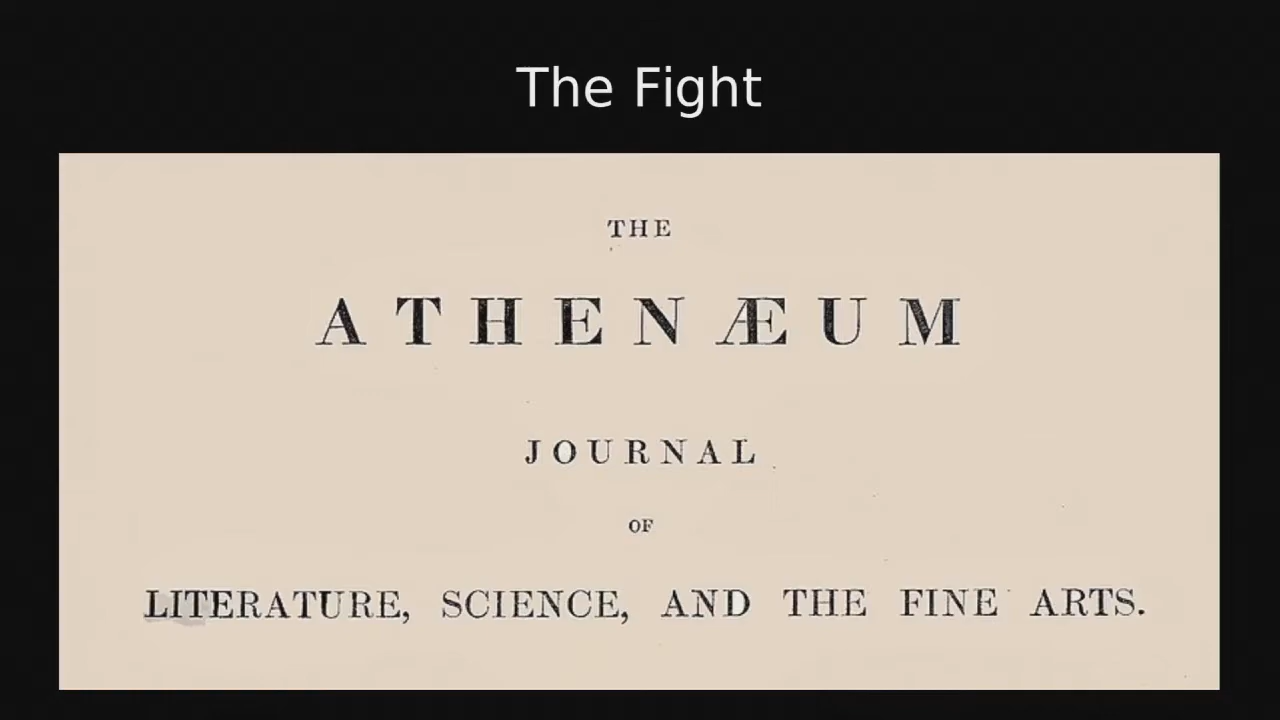 The Fight
THE
ATHENÆUM
JOURNAL
OF
LITERATURE, SCIENCE, AND THE FINE ARTS.